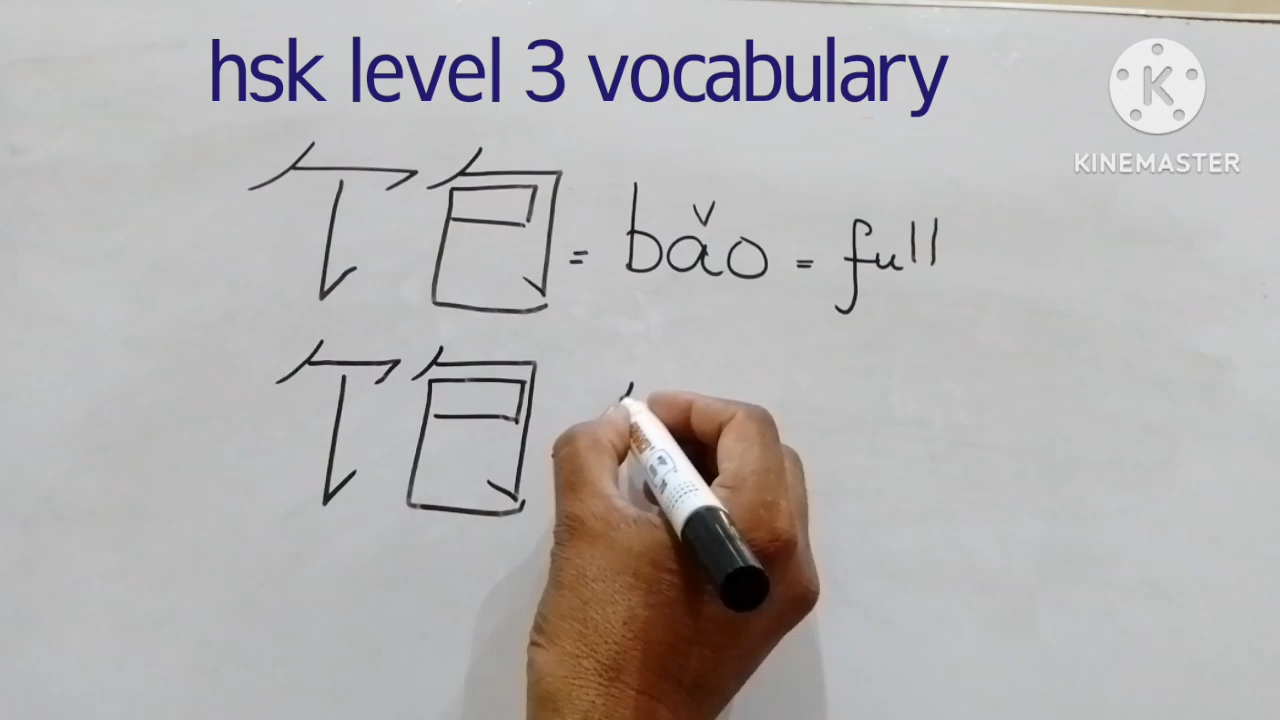 hsk level 3 vocabulary
K
KINEMASTER
饱 = bǎo = full
饱